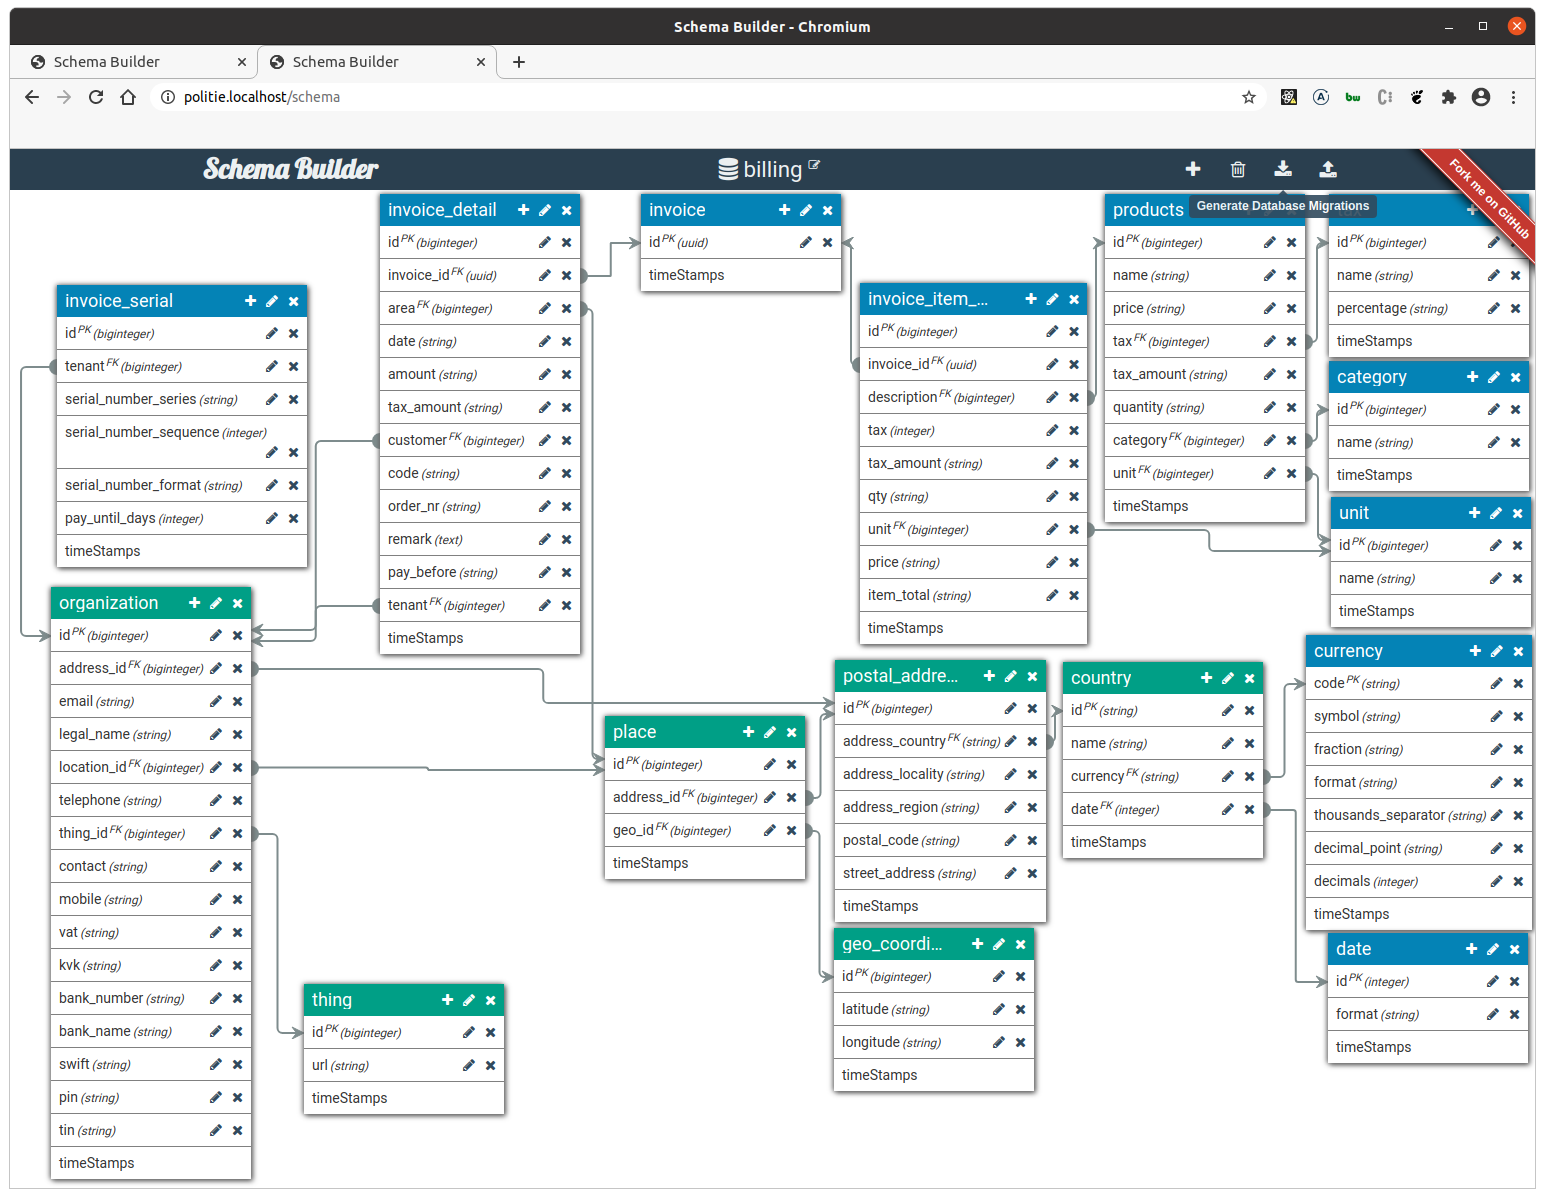 Schema Builder - Chromium
Schema Builder
Schema Builder
politie.localhost/schema
Schema Builder
billing
Generate Database Migrations
Fork me on GitHub
invoice_serial
id PK (biginteger)
tenant FK (biginteger)
serial_number_series (string)
serial_number_sequence (integer)
serial_number_format (string)
pay_until_days (integer)
timeStamps
organization
id PK (biginteger)
address_id FK (biginteger)
email (string)
legal_name (string)
location_id FK (biginteger)
telephone (string)
thing_id FK (biginteger)
contact (string)
mobile (string)
vat (string)
kvk (string)
bank_number (string)
bank_name (string)
swift (string)
pin (string)
tin (string)
timeStamps
invoice_detail
id PK (biginteger)
invoice_id FK (uuid)
area FK (biginteger)
date (string)
amount (string)
tax_amount (string)
customer FK (biginteger)
code (string)
order_nr (string)
remark (text)
pay_before (string)
tenant FK (biginteger)
timeStamps
thing
id PK (biginteger)
url (string)
timeStamps
invoice
id PK (uuid)
timeStamps
place
id PK (biginteger)
address_id FK (biginteger)
geo_id FK (biginteger)
timeStamps
invoice_item_...
id PK (biginteger)
invoice_id FK (uuid)
description FK (biginteger)
tax (integer)
tax_amount (string)
qty (string)
unit FK (biginteger)
price (string)
item_total (string)
timeStamps
postal_addre...
id PK (biginteger)
address_country FK (string)
address_locality (string)
address_region (string)
postal_code (string)
street_address (string)
timeStamps
geo_coordi...
id PK (biginteger)
latitude (string)
longitude (string)
timeStamps
products
id PK (biginteger)
name (string)
price (string)
tax FK (biginteger)
tax_amount (string)
quantity (string)
category FK (biginteger)
unit FK (biginteger)
timeStamps
country
id PK (string)
name (string)
currency FK (string)
date FK (integer)
timeStamps
id PK (biginteger)
name (string)
percentage (string)
timeStamps
category
id PK (biginteger)
name (string)
timeStamps
unit
id PK (biginteger)
name (string)
timeStamps
currency
code PK (string)
symbol (string)
fraction (string)
format (string)
thousands_separator (string)
decimal_point (string)
decimals (integer)
timeStamps
date
id PK (integer)
format (string)
timeStamps